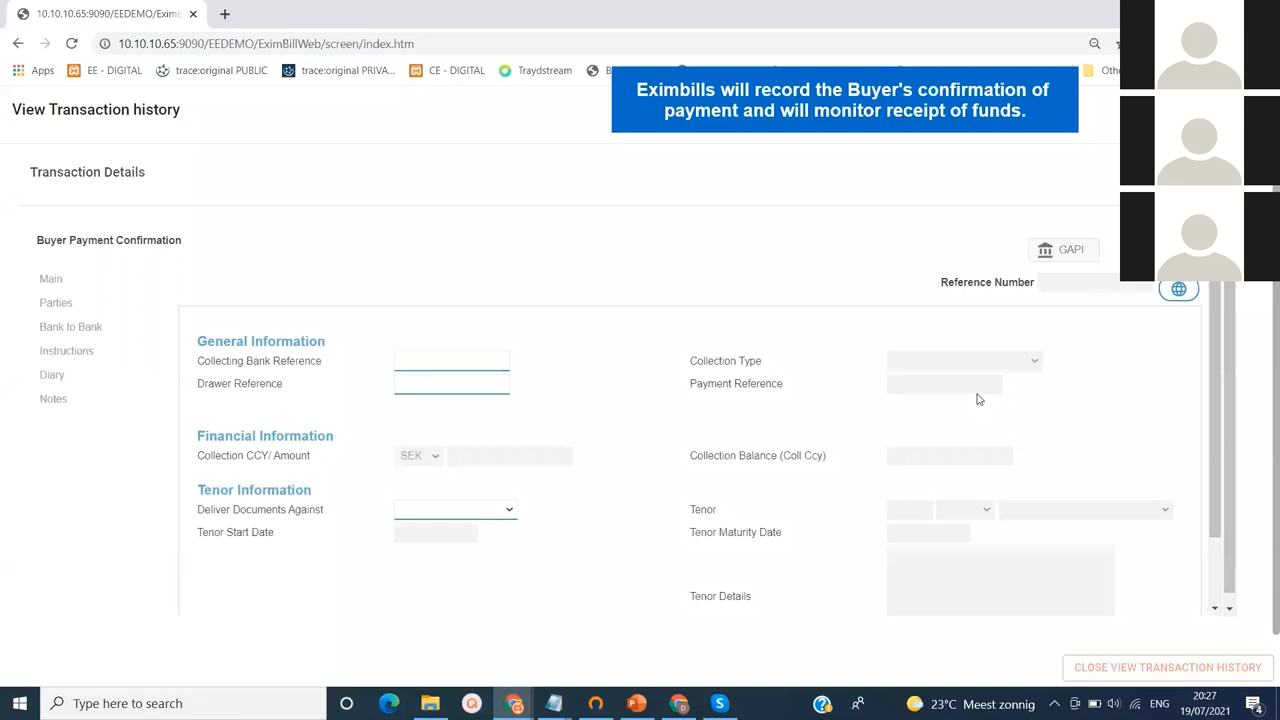 10.10.10.65:9090/EEDEMO/Exim
10.10.10.65:9090/EEDEMO/EximBillWeb/screen/index.htm
Apps
EE - DIGITAL
trace:original PUBLIC
trace:original PRIVA...
CE - DIGITAL
Traydstream
Eximbills will record the Buyer's confirmation of
payment and will monitor receipt of funds.
View Transaction history
Transaction Details
Buyer Payment Confirmation
GAPI
Main
Parties
Bank to Bank
Instructions
Diary
Notes
Reference Number
General Information
Collecting Bank Reference
Collection Type
Drawer Reference
Payment Reference
Financial Information
Collection CCY/ Amount
SEK
Collection Balance (Coll Ccy)
Tenor Information
Deliver Documents Against
Tenor
Tenor Start Date
Tenor Maturity Date
Tenor Details
CLOSE VIEW TRANSACTION HISTORY
Type here to search
23°C Meest zonnig
ENG
20:27
19/07/2021
4